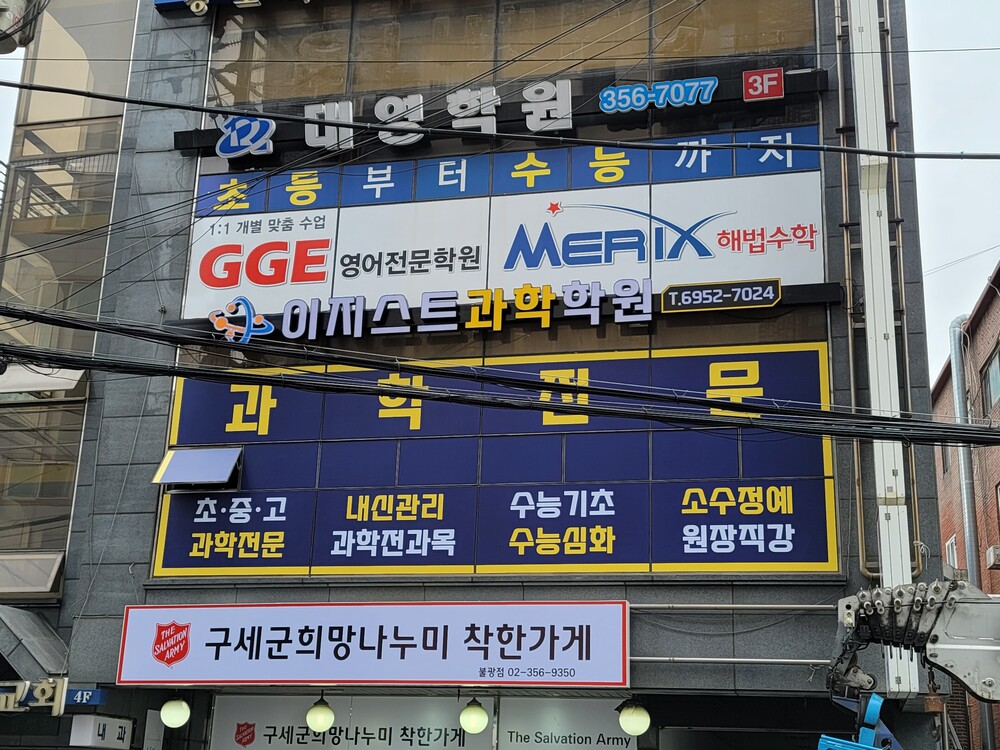 대영학원 356-7077 3F
초등부터 수능까지
1:1 개별 맞춤 수업
GGE 영어전문학원
MERIX 해법수학
이저스트과학학원 T.6952-7024
과학전문
초·중·고 과학전문
내신관리 과학전과목
수능기초 수능심화
소수정예 원장직강
THE SALVATION ARMY
구세군희망나누미 착한가게
불광점 02-356-9350
4F
내과
구세군희망나누미 착한가게
The Salvation Army